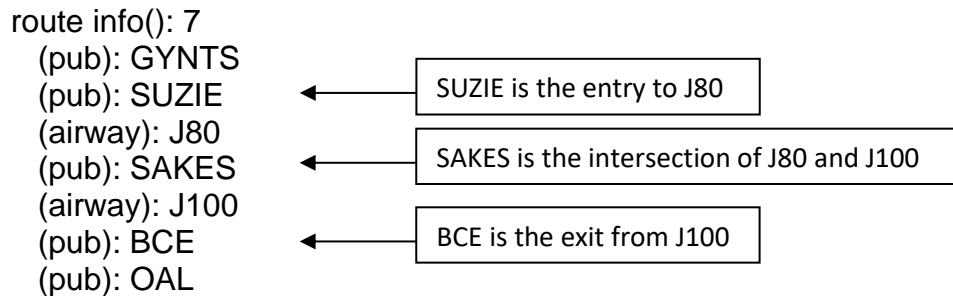 route info(): 7
(pub): GYNTS
(pub): SUZIE
SUZIE is the entry to J80
(airway): J80
(pub): SAKES
SAKES is the intersection of J80 and J100
(airway): J100
(pub): BCE
BCE is the exit from J100
(pub): OAL